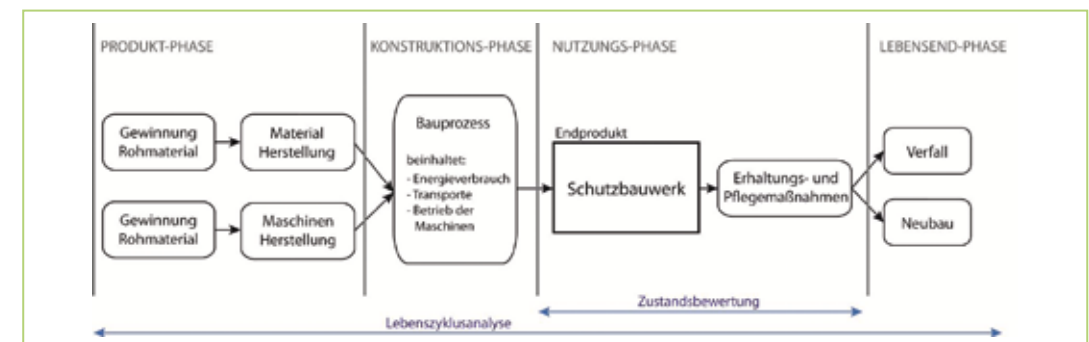 PRODUKT-PHASE
KONSTRUKTIONS-PHASE
NUTZUNGS-PHASE
LEBENSEND-PHASE
Gewinnung
Rohmaterial
Material
Herstellung
Gewinnung
Rohmaterial
Maschinen
Herstellung
Bauprozess
beinhaltet:
- Energieverbrauch
- Transporte
- Betrieb der
Maschinen
Endprodukt
Schutzbauwerk
Erhaltungs- und
Pflegemaßnahmen
Verfall
Neubau
Zustandsbewertung
Lebenszyklusanalyse